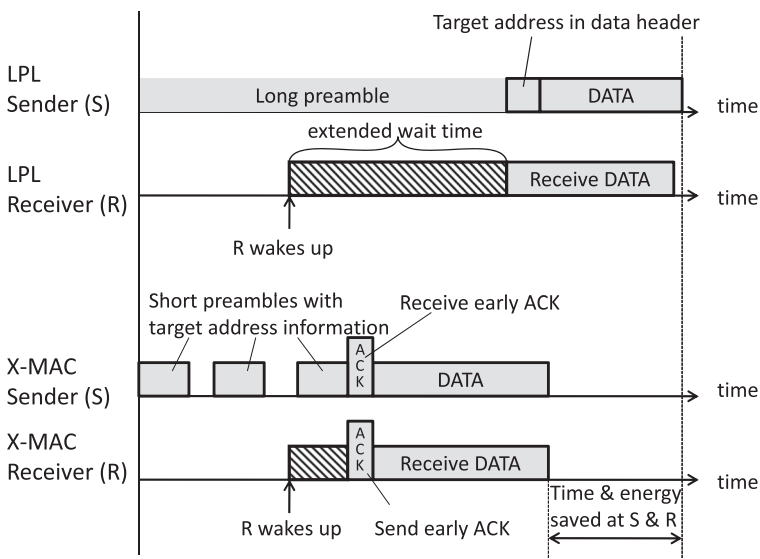 Target address in data header
LPL
Sender (S)
Long preamble
DATA
time
extended wait time
LPL
Receiver (R)
Receive DATA
time
R wakes up
Short preambles with
target address information
Receive early ACK
X-MAC
Sender (S)
A
C
K
DATA
time
X-MAC
Receiver (R)
A
C
K
Receive DATA
time
R wakes up
Send early ACK
Time & energy
saved at S & R